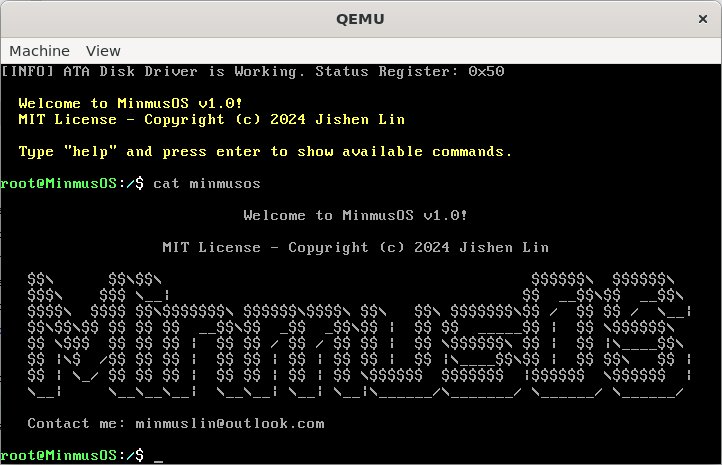 QEMU
Machine View
[INFO] ATA Disk Driver is Working. Status Register: 0x50
Welcome to MinmusOS v1.0!
MIT License - Copyright (c) 2024 Jishen Lin
Type "help" and press enter to show available commands.
root@MinmusOS:/$ cat minmusos
Welcome to MinmusOS v1.0!
MIT License - Copyright (c) 2024 Jishen Lin
MinmusOS
Contact me: minmuslin@outlook.com
root@MinmusOS:/$ _